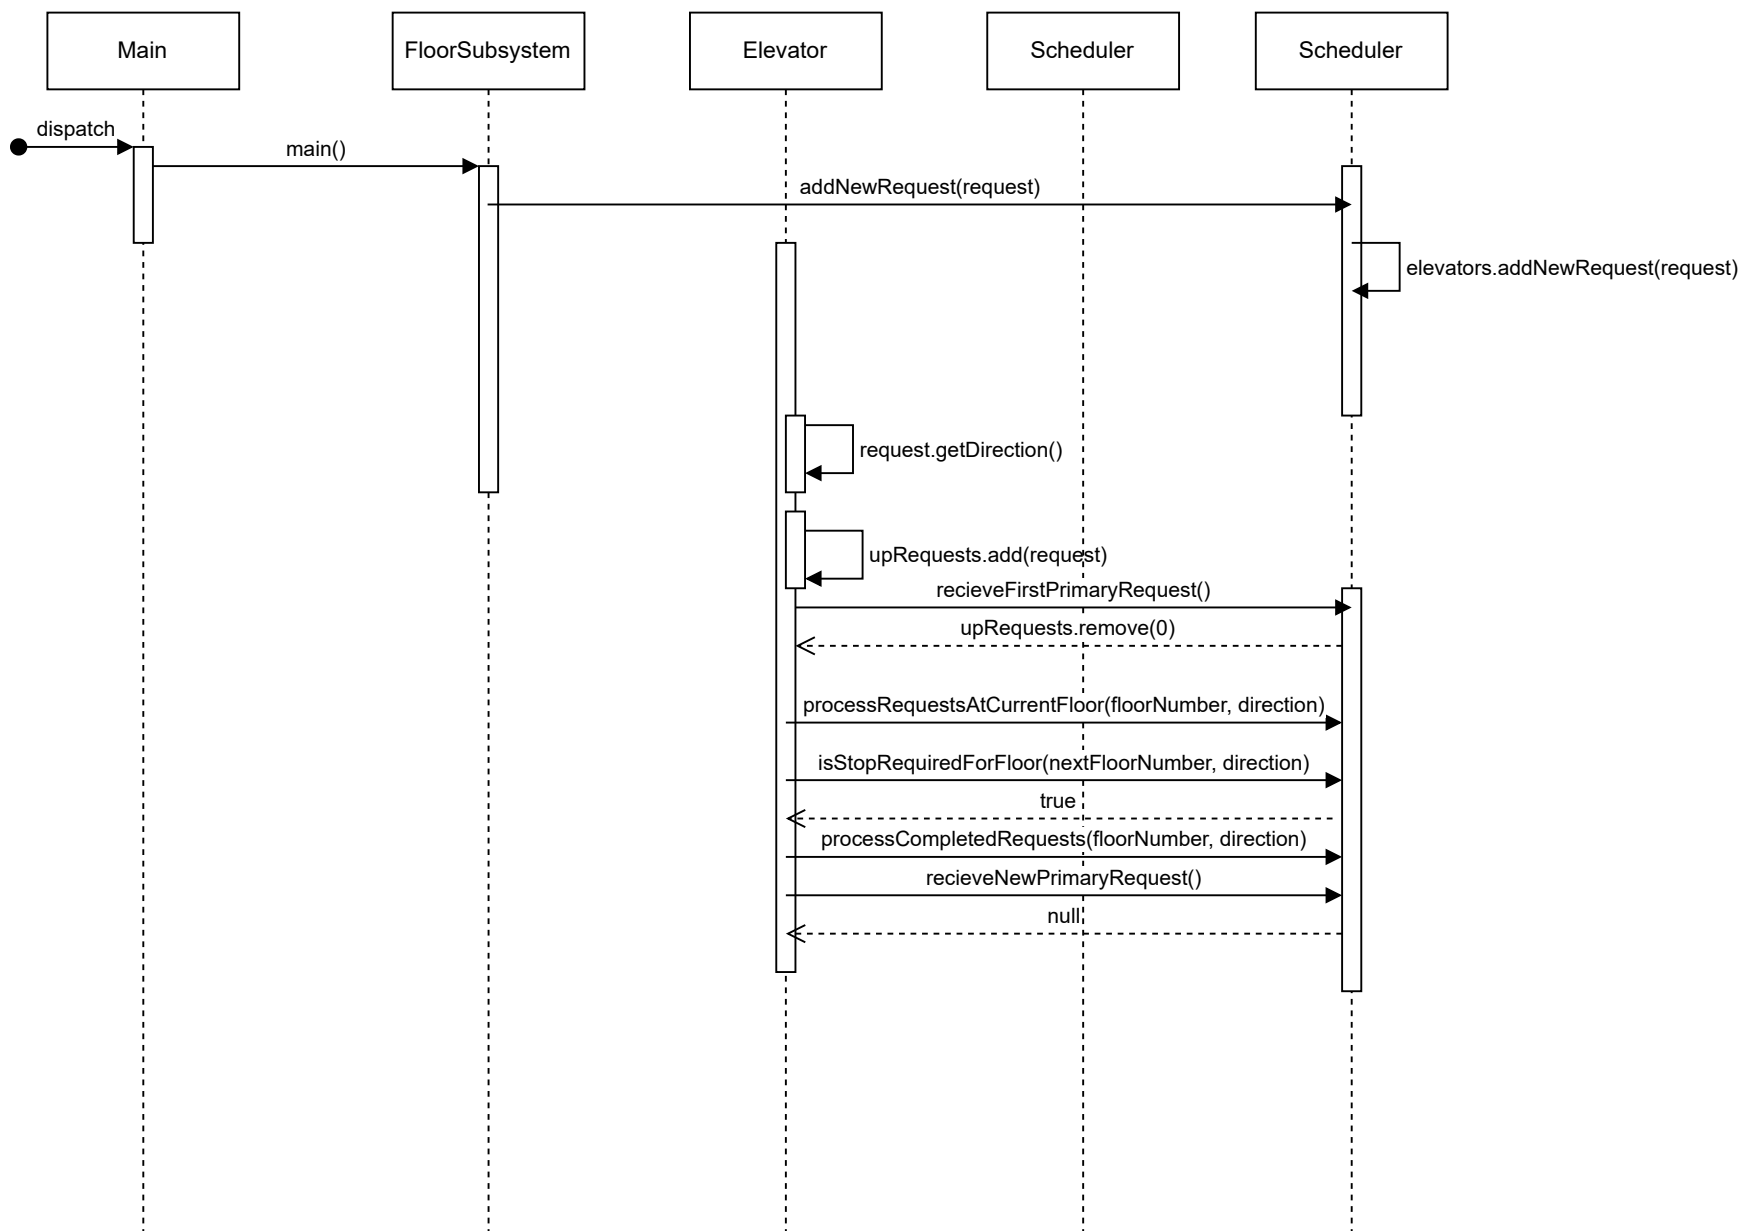 Main
FloorSubsystem
Elevator
Scheduler
Scheduler
dispatch
main()
addNewRequest(request)
elevators.addNewRequest(request)
request.getDirection()
upRequests.add(request)
recieveFirstPrimaryRequest()
upRequests.remove(0)
processRequestsAtCurrentFloor(floorNumber, direction)
isStopRequiredForFloor(nextFloorNumber, direction)
true
processCompletedRequests(floorNumber, direction)
recieveNewPrimaryRequest()
null